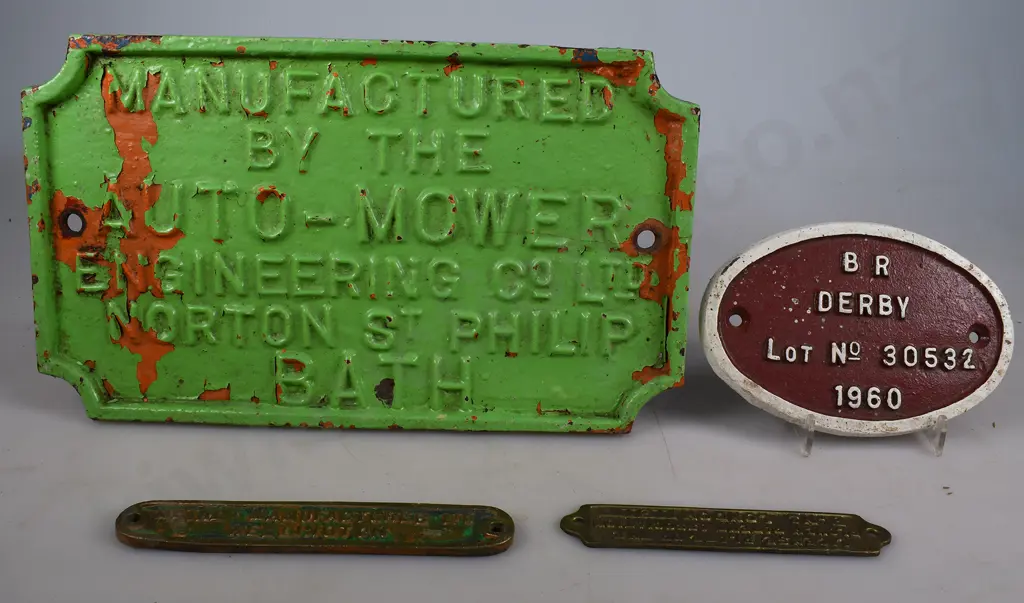 MANUFACTURED
BY THE
AUTO-MOWER
ENGINEERING Cº LTD
NORTON ST PHILIP
BATH
B R
DERBY
LOT Nº 30532
1960